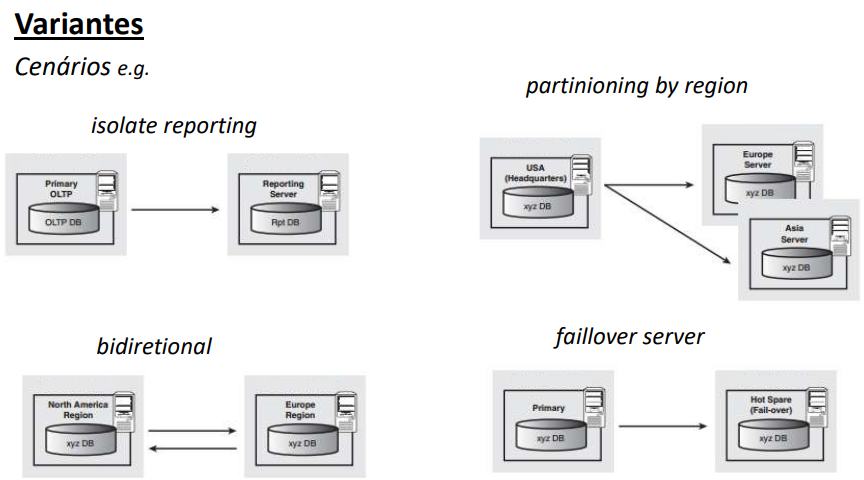 Variantes
Cenários e.g.
isolate reporting
Primary
OLTP
OLTP DB
Reporting
Server
Rpt DB
partinioning by region
USA
(Headquarters)
xyz DB
Europe
Server
xyz DB
Asia
Server
xyz DB
bidiretional
North America
Region
xyz DB
Europe
Region
xyz DB
faillover server
Primary
xyz DB
Hot Spare
(Fail-over)
xyz DB